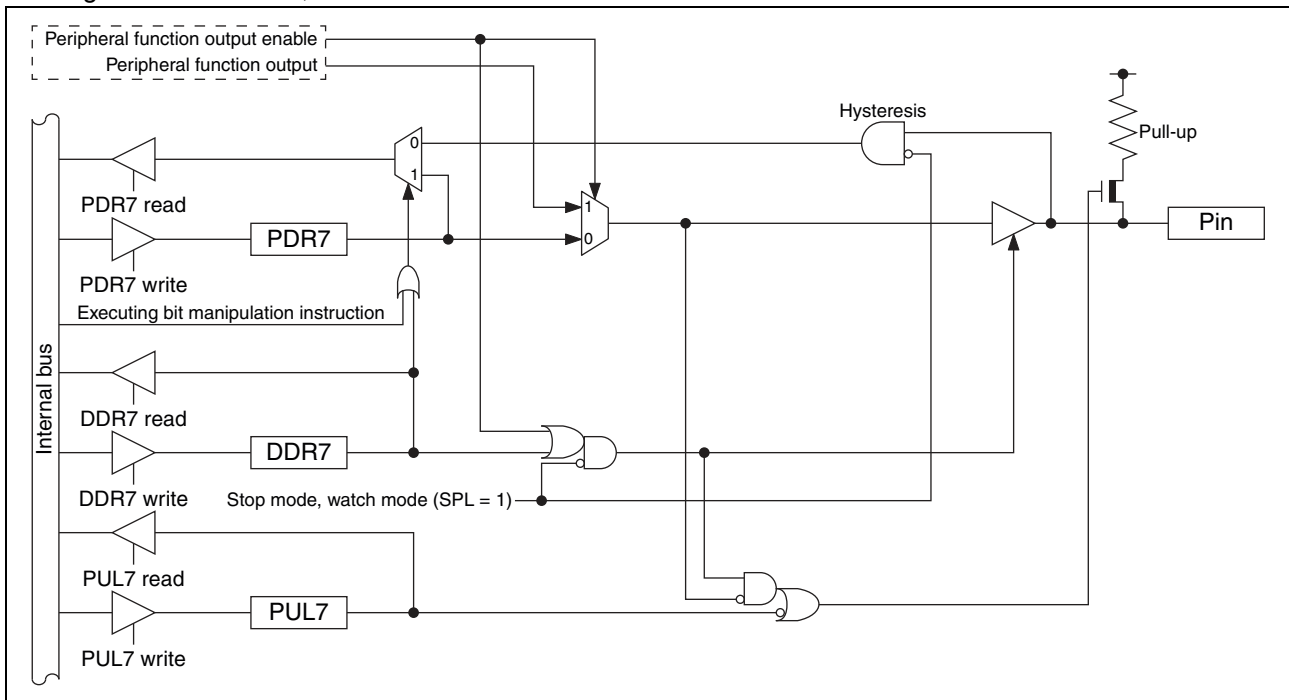 Peripheral function output enable
Peripheral function output
Hysteresis
Pull-up
0
1
PDR7 read
1
0
PDR7
Pin
PDR7 write
Executing bit manipulation instruction
Internal bus
DDR7 read
DDR7
DDR7 write
Stop mode, watch mode (SPL = 1)
PUL7 read
PUL7
PUL7 write